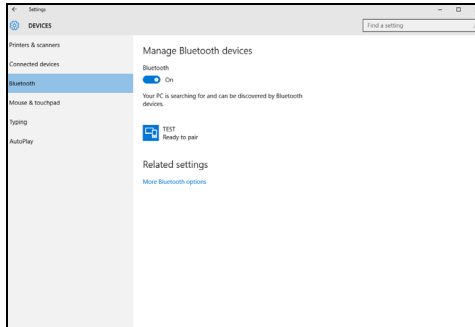 Settings
DEVICES
Find a setting
Printers & scanners
Connected devices
Bluetooth
Mouse & touchpad
Typing
AutoPlay
Manage Bluetooth devices
Bluetooth
On
Your PC is searching for and can be discovered by Bluetooth
devices.
TEST
Ready to pair
Related settings
More Bluetooth options